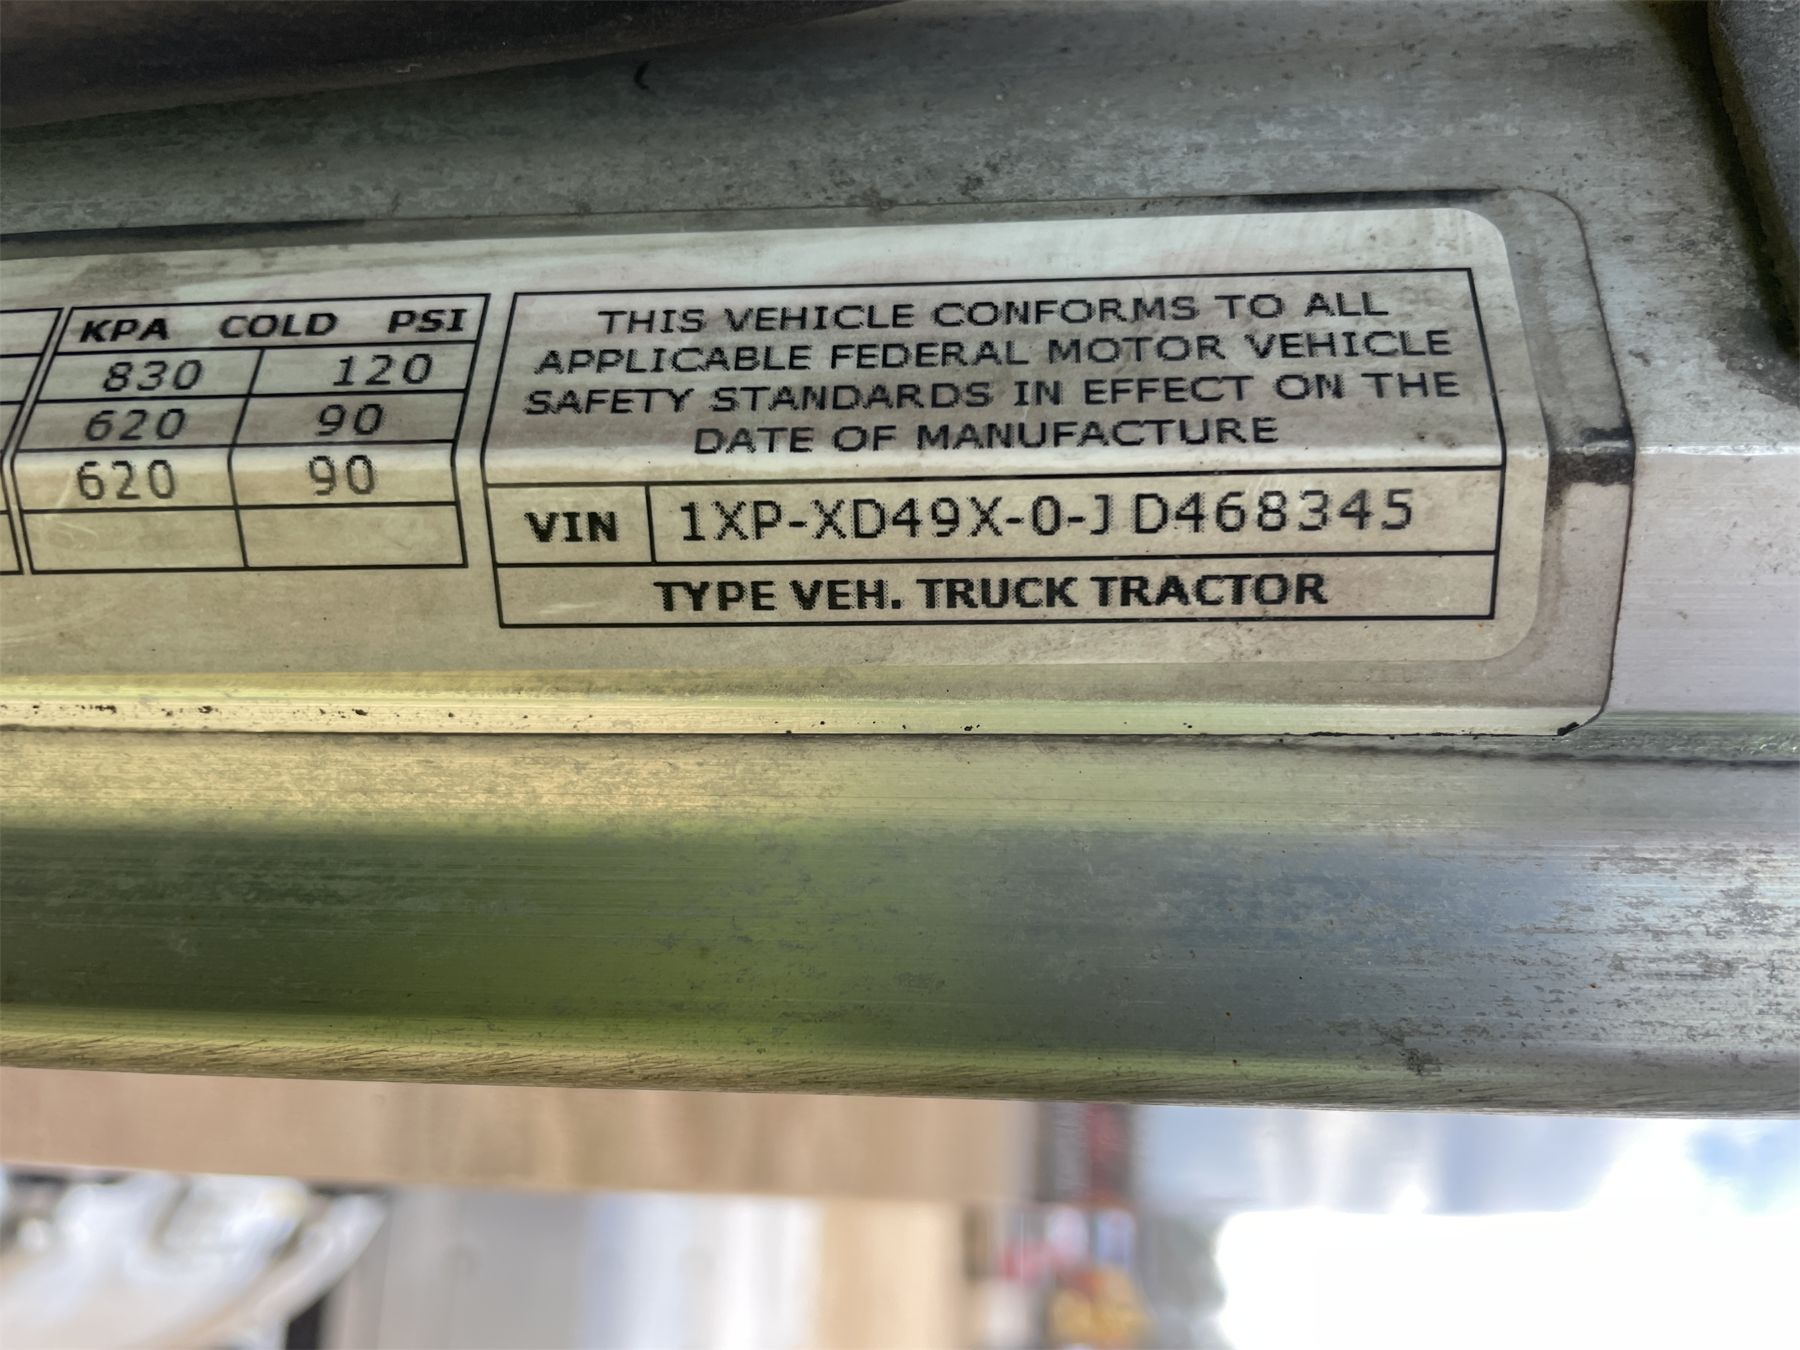 KPA COLD PSI
830 120
620 90
620 90
THIS VEHICLE CONFORMS TO ALL
APPLICABLE FEDERAL MOTOR VEHICLE
SAFETY STANDARDS IN EFFECT ON THE
DATE OF MANUFACTURE
VIN 1XP-XD49X-0-JD468345
TYPE VEH. TRUCK TRACTOR